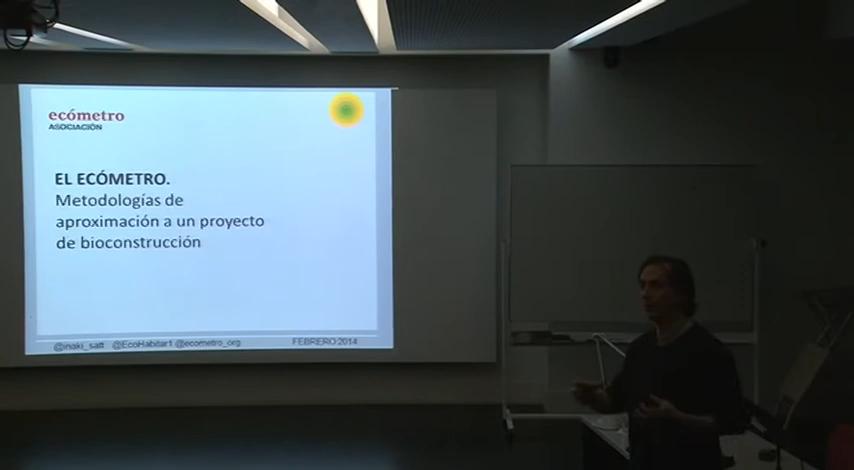 ecómetro
ASOCIACIÓN
EL ECÓMETRO.
Metodologías de
aproximación a un proyecto
de bioconstrucción
@inaki_satt @EcoHabitar1 @ecometro_org FEBRERO 2014